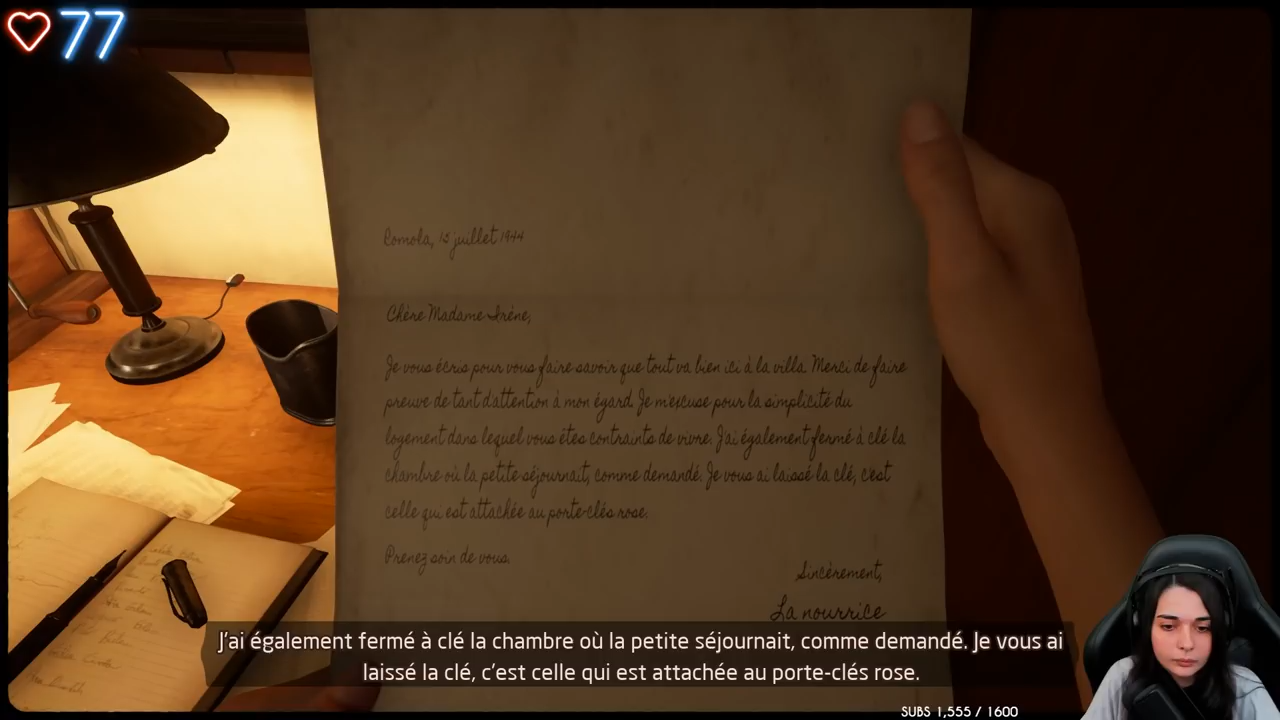 77
Romola, 15 juillet 1944
Chère Madame Irène,
Je vous écris pour vous faire savoir que tout va bien ici à la villa. Merci de faire
preuve de tant d'attention à mon égard. Je m'excuse pour la simplicité du
logement dans lequel vous êtes contraints de vivre. J'ai également fermé à clé la
chambre où la petite séjournait, comme demandé. Je vous ai laissé la clé, c'est
celle qui est attachée au porte-clés rose.
Prenez soin de vous.
Sincèrement,
La nourrice
J'ai également fermé à clé la chambre où la petite séjournait, comme demandé. Je vous ai
laissé la clé, c'est celle qui est attachée au porte-clés rose.
SUBS 1,555 / 1600